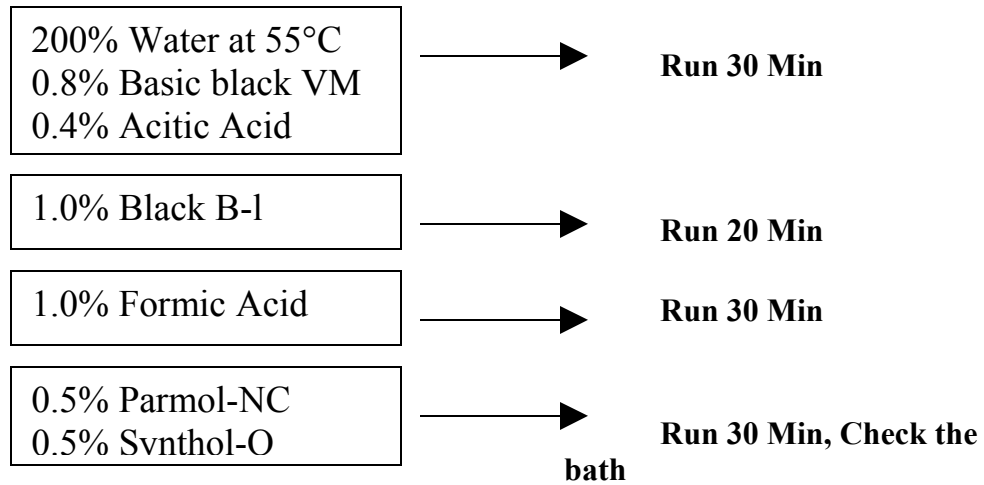 200% Water at 55°C
0.8% Basic black VM
0.4% Acitic Acid
Run 30 Min
1.0% Black B-l
Run 20 Min
1.0% Formic Acid
Run 30 Min
0.5% Parmol-NC
0.5% Svnthol-O
Run 30 Min, Check the
bath